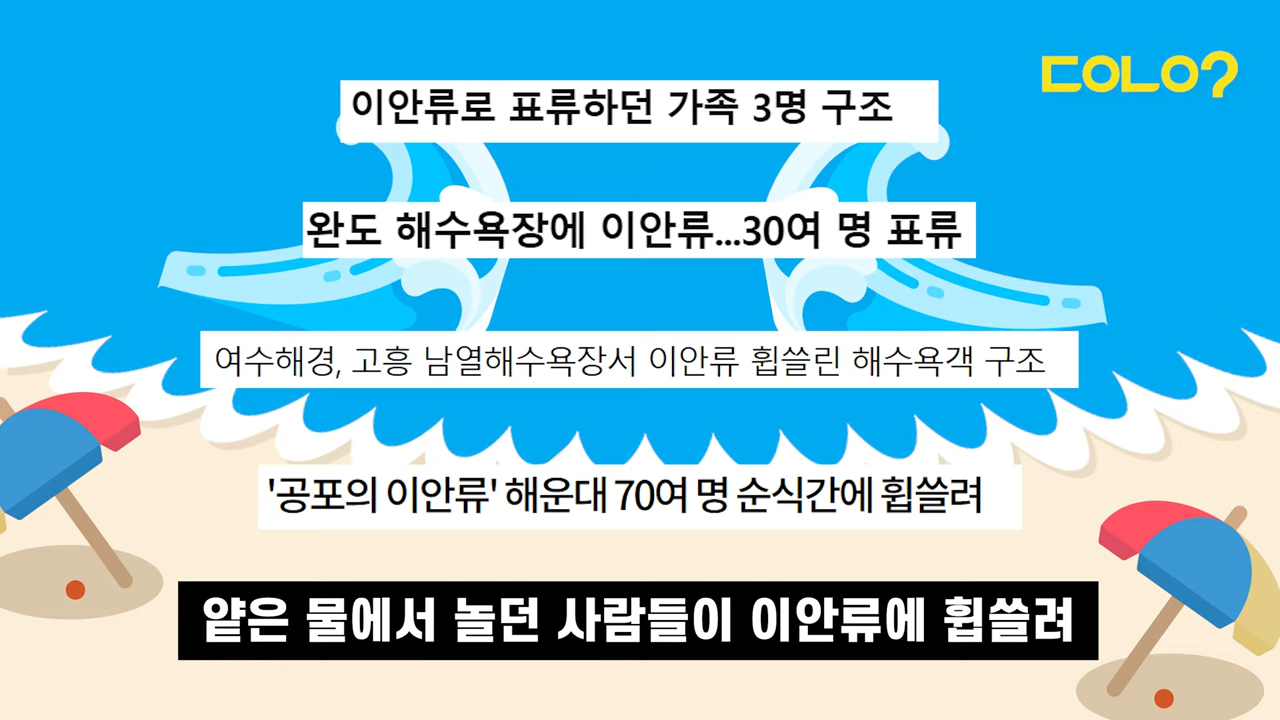 ㄷㅇㄴㅇ?
이안류로 표류하던 가족 3명 구조
완도 해수욕장에 이안류...30여 명 표류
여수해경, 고흥 남열해수욕장서 이안류 휩쓸린 해수욕객 구조
'공포의 이안류' 해운대 70여 명 순식간에 휩쓸려
얕은 물에서 놀던 사람들이 이안류에 휩쓸려